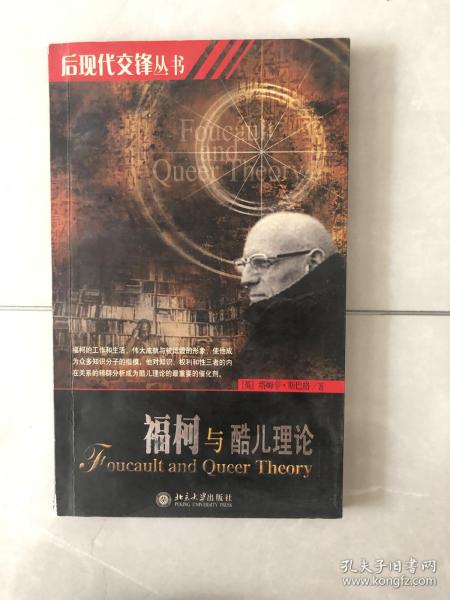 后现代交锋丛书
Foucault
and
Queer Theory
福柯的工作和生活、伟大成就与被诋毁的形象，使他成
为众多知识分子的楷模。他对知识、权利和性三者的内
在关系的精辟分析成为酷儿理论的最重要的催化剂。
[英] 塔姆辛·斯巴格／著
福柯与酷儿理论
Foucault and Queer Theory
北京大学出版社
PEKING UNIVERSITY PRESS
孔夫子旧书网
www.kongfz.com